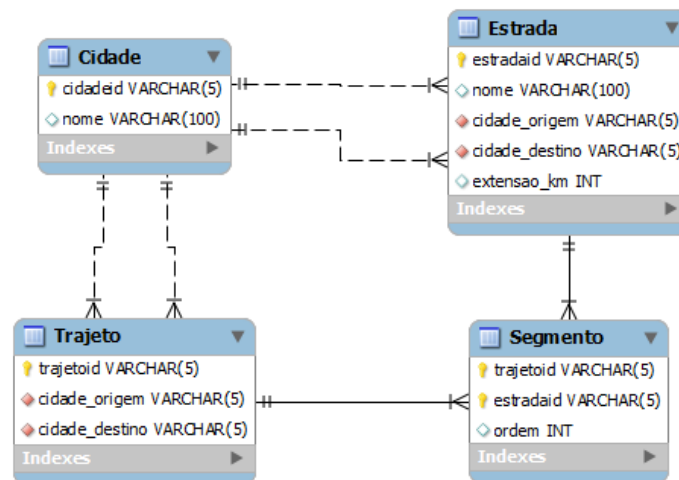 Cidade
cidadeid VARCHAR(5)
nome VARCHAR(100)
Indexes
Estrada
estradaid VARCHAR(5)
nome VARCHAR(100)
cidade_origem VARCHAR(5)
cidade_destino VARCHAR(5)
extensao_km INT
Indexes
Trajeto
trajetoid VARCHAR(5)
cidade_origem VARCHAR(5)
cidade_destino VARCHAR(5)
Indexes
Segmento
trajetoid VARCHAR(5)
estradaid VARCHAR(5)
ordem INT
Indexes